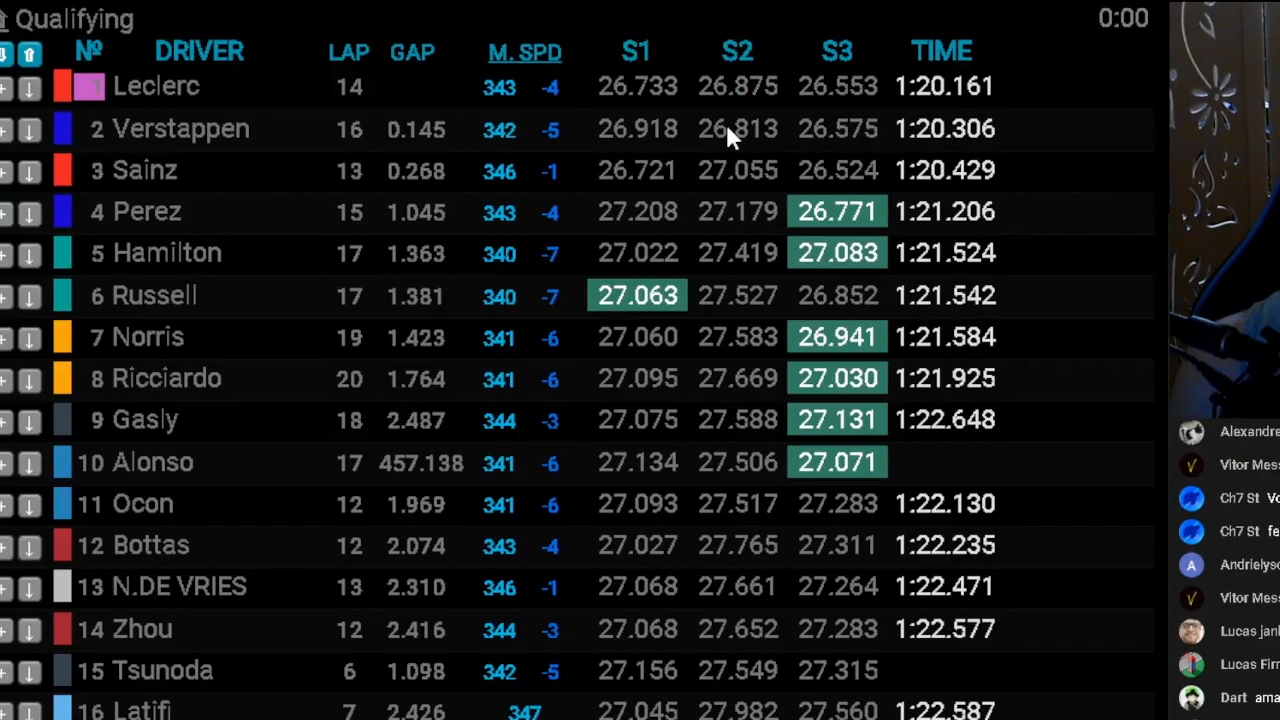 Qualifying 0:00
Nº DRIVER LAP GAP M. SPD S1 S2 S3 TIME
1 Leclerc 14 343 -4 26.733 26.875 26.553 1:20.161
2 Verstappen 16 0.145 342 -5 26.918 26.813 26.575 1:20.306
3 Sainz 13 0.268 346 -1 26.721 27.055 26.524 1:20.429
4 Perez 15 1.045 343 -4 27.208 27.179 26.771 1:21.206
5 Hamilton 17 1.363 340 -7 27.022 27.419 27.083 1:21.524
6 Russell 17 1.381 340 -7 27.063 27.527 26.852 1:21.542
7 Norris 19 1.423 341 -6 27.060 27.583 26.941 1:21.584
8 Ricciardo 20 1.764 341 -6 27.095 27.669 27.030 1:21.925
9 Gasly 18 2.487 344 -3 27.075 27.588 27.131 1:22.648
10 Alonso 17 457.138 341 -6 27.134 27.506 27.071
11 Ocon 12 1.969 341 -6 27.093 27.517 27.283 1:22.130
12 Bottas 12 2.074 343 -4 27.027 27.765 27.311 1:22.235
13 N.DE VRIES 13 2.310 346 -1 27.068 27.661 27.264 1:22.471
14 Zhou 12 2.416 344 -3 27.068 27.652 27.283 1:22.577
15 Tsunoda 6 1.098 342 -5 27.156 27.549 27.315
16 Latifi 7 2.426 347 27.045 27.982 27.560 1:22.587
Alexandre
Vitor Mes
Ch7 St Vo
Ch7 St fe
A Andrielys
Vitor Mes
Lucas jan
Lucas Fir
Dart ama